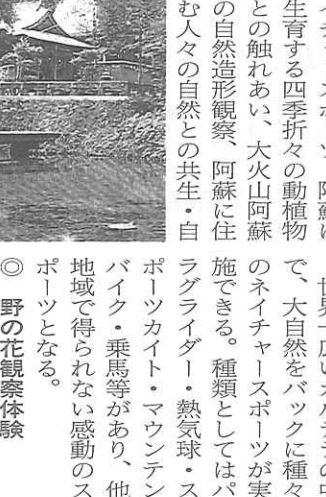 阿蘇に
生育する四季折々の動植物
との触れあい、大火山阿蘇
の自然造形観察、阿蘇に住
む人々の自然との共生・自
世界一広いカルデラの中
で、大自然をバックに種々
のネイチャースポーツが実
施できる。種類としてはパ
ラグライダー・熱気球・ス
ポーツカイト・マウンテン
バイク・乗馬等があり、他
地域で得られない感動のス
ポーツとなる。
◎　野の花観察体験